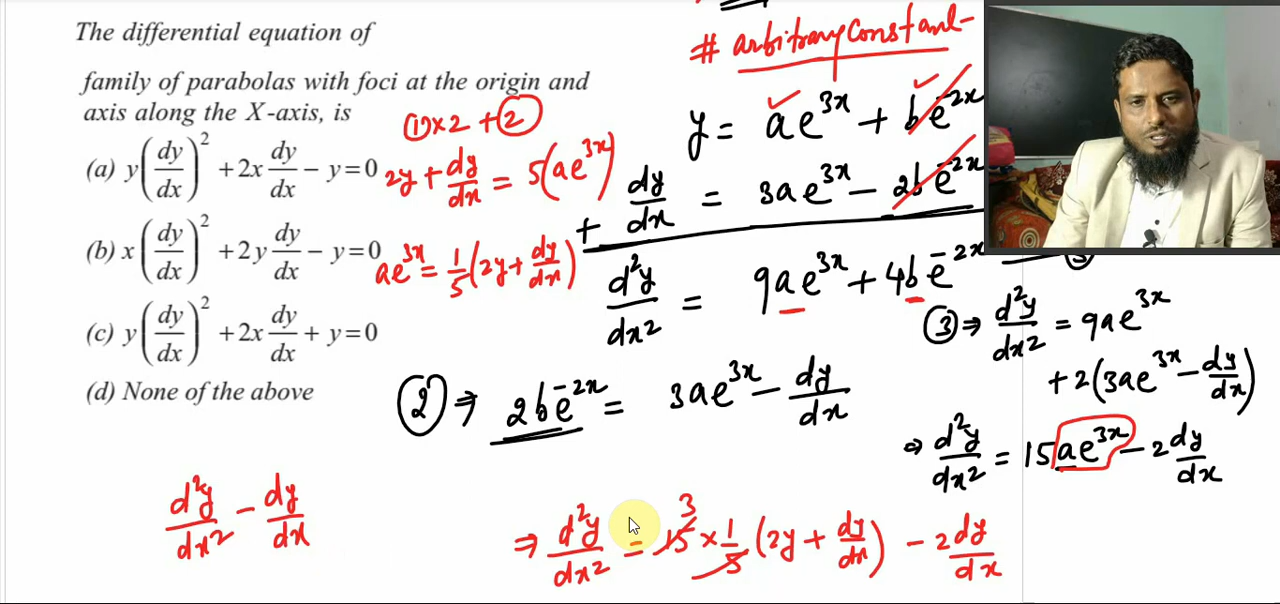 The differential equation of
family of parabolas with foci at the origin and
axis along the X-axis, is
(a) y(dy/dx)² + 2x dy/dx − y = 0
(b) x(dy/dx)² + 2y dy/dx − y = 0
(c) y(dy/dx)² + 2x dy/dx + y = 0
(d) None of the above
# arbitrary Constant -
y = ae^3x + be^-2x
+ dy/dx = 3ae^3x − 2be^-2x
d²y/dx² = 9ae^3x + 4be^-2x
① × 2 + ②
2y + dy/dx = 5(ae^3x)
ae^3x = 1/5 (2y + dy/dx)
② ⇒ 2be^-2x = 3ae^3x − dy/dx
③ ⇒ d²y/dx² = 9ae^3x
+ 2(3ae^3x − dy/dx)
⇒ d²y/dx² = 15ae^3x − 2 dy/dx
⇒ d²y/dx² = 15 3 × 1/5 (2y + dy/dx) − 2 dy/dx
d²y/dx² − dy/dx